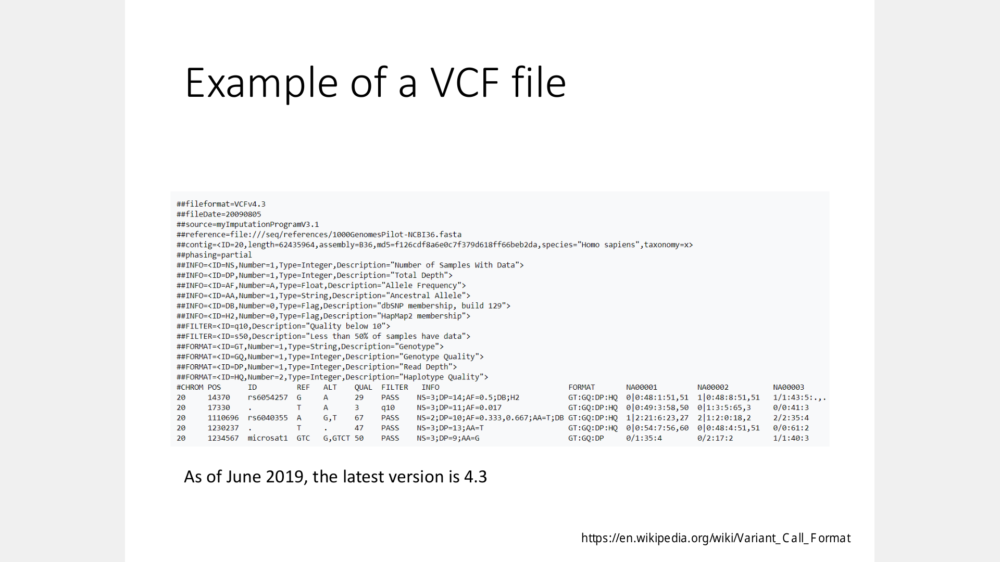 Example of a VCF file
##fileformat=VCFv4.3
##fileDate=20090805
##source=myImputationProgramV3.1
##reference=file:///seq/references/1000GenomesPilot-NCBI36.fasta
##contig=<ID=20,length=62435964,assembly=B36,md5=f126cdf8a6e0c7f379d618ff66beb2da,species="Homo sapiens",taxonomy=x>
##phasing=partial
##INFO=<ID=NS,Number=1,Type=Integer,Description="Number of Samples With Data">
##INFO=<ID=DP,Number=1,Type=Integer,Description="Total Depth">
##INFO=<ID=AF,Number=A,Type=Float,Description="Allele Frequency">
##INFO=<ID=AA,Number=1,Type=String,Description="Ancestral Allele">
##INFO=<ID=DB,Number=0,Type=Flag,Description="dbSNP membership, build 129">
##INFO=<ID=H2,Number=0,Type=Flag,Description="HapMap2 membership">
##FILTER=<ID=q10,Description="Quality below 10">
##FILTER=<ID=s50,Description="Less than 50% of samples have data">
##FORMAT=<ID=GT,Number=1,Type=String,Description="Genotype">
##FORMAT=<ID=GQ,Number=1,Type=Integer,Description="Genotype Quality">
##FORMAT=<ID=DP,Number=1,Type=Integer,Description="Read Depth">
##FORMAT=<ID=HQ,Number=2,Type=Integer,Description="Haplotype Quality">
#CHROM POS ID REF ALT QUAL FILTER INFO FORMAT NA00001 NA00002 NA00003
20 14370 rs6054257 G A 29 PASS NS=3;DP=14;AF=0.5;DB;H2 GT:GQ:DP:HQ 0|0:48:1:51,51 1|0:48:8:51,51 1/1:43:5:.,.
20 17330 . T A 3 q10 NS=3;DP=11;AF=0.017 GT:GQ:DP:HQ 0|0:49:3:58,50 0|1:3:5:65,3 0/0:41:3
20 1110696 rs6040355 A G,T 67 PASS NS=2;DP=10;AF=0.333,0.667;AA=T;DB GT:GQ:DP:HQ 1|2:21:6:23,27 2|1:2:0:18,2 2/2:35:4
20 1230237 . T . 47 PASS NS=3;DP=13;AA=T GT:GQ:DP:HQ 0|0:54:7:56,60 0|0:48:4:51,51 0/0:61:2
20 1234567 microsat1 GTC G,GTCT 50 PASS NS=3;DP=9;AA=G GT:GQ:DP 0/1:35:4 0/2:17:2 1/1:40:3
As of June 2019, the latest version is 4.3
https://en.wikipedia.org/wiki/Variant_Call_Format